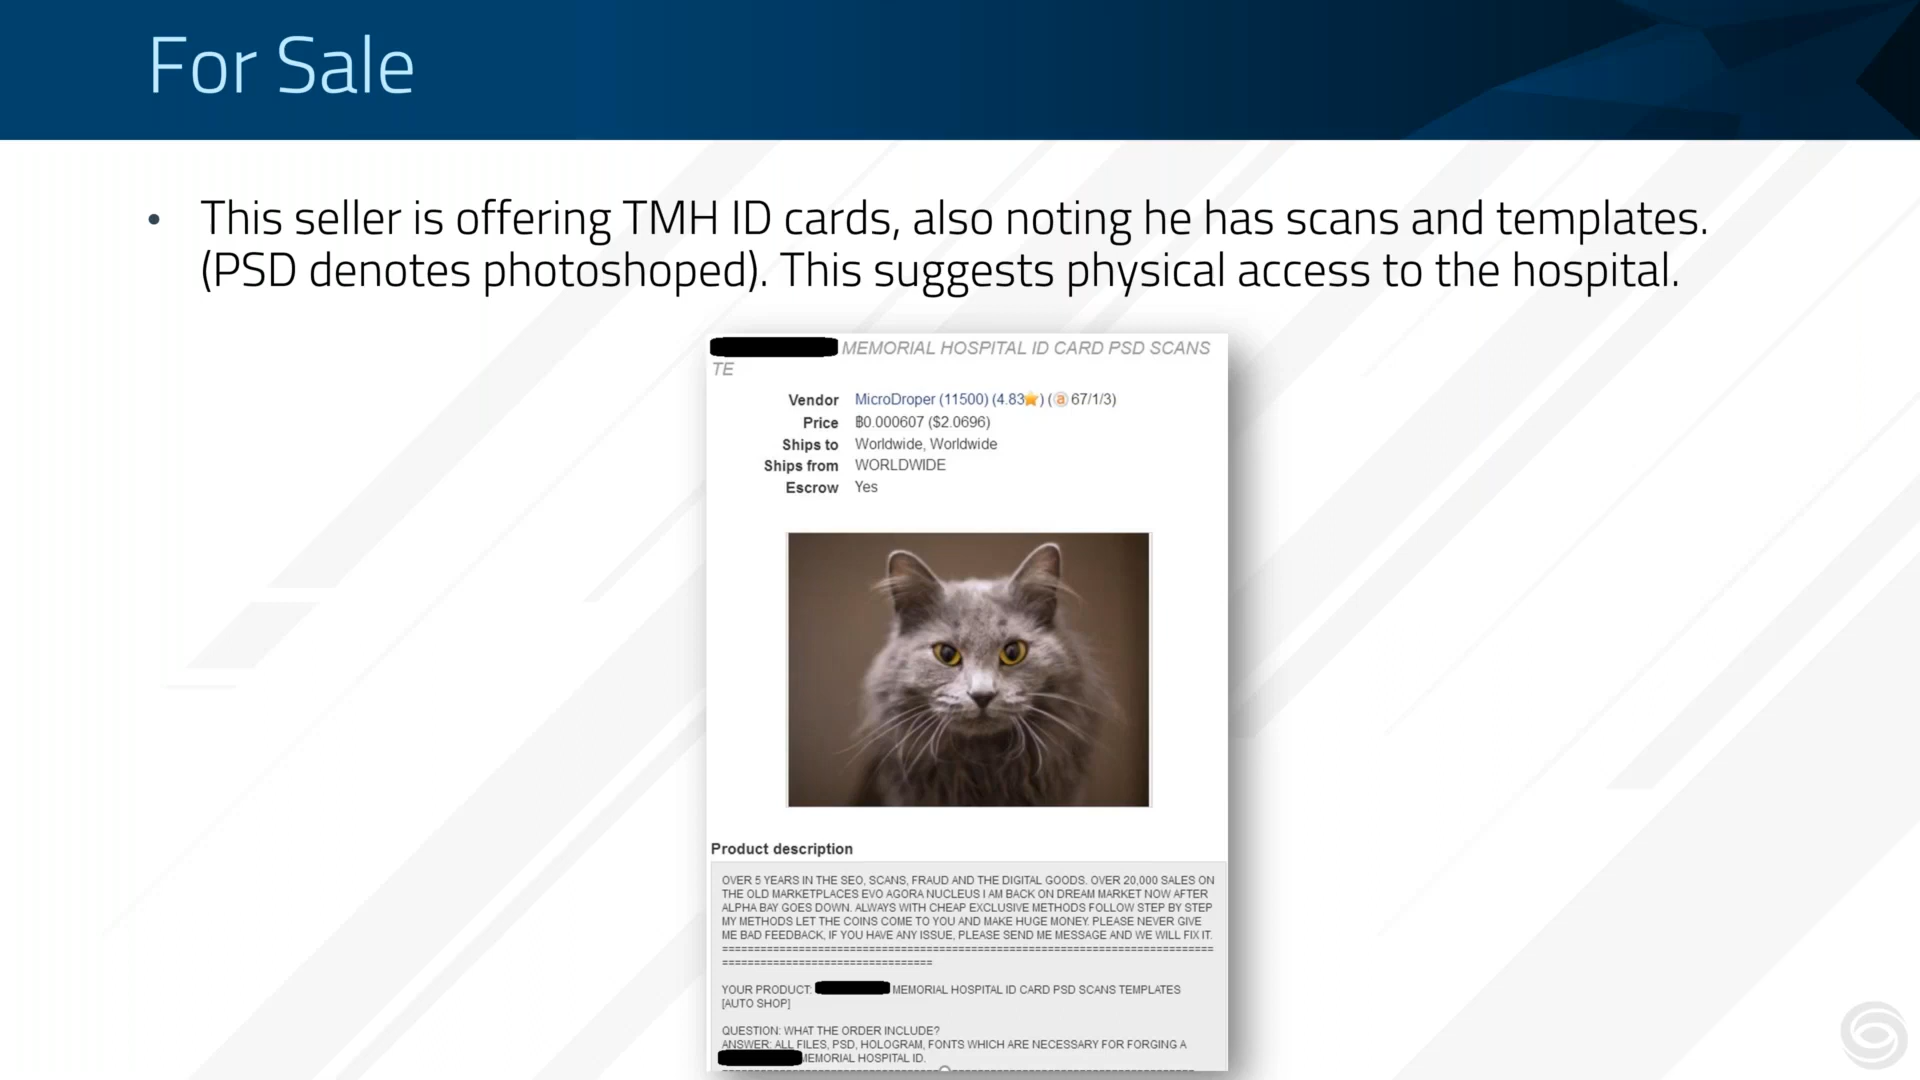 For Sale
• This seller is offering TMH ID cards, also noting he has scans and templates.
(PSD denotes photoshoped). This suggests physical access to the hospital.
MEMORIAL HOSPITAL ID CARD PSD SCANS
TE
Vendor MicroDroper (11500) (4.83⭐) (a 67/1/3)
Price ฿0.000607 ($2.0696)
Ships to Worldwide, Worldwide
Ships from WORLDWIDE
Escrow Yes
Product description
OVER 5 YEARS IN THE SEO, SCANS, FRAUD AND THE DIGITAL GOODS. OVER 20,000 SALES ON
THE OLD MARKETPLACES EVO AGORA NUCLEUS I AM BACK ON DREAM MARKET NOW AFTER
ALPHA BAY GOES DOWN. ALWAYS WITH CHEAP EXCLUSIVE METHODS FOLLOW STEP BY STEP
MY METHODS LET THE COINS COME TO YOU AND MAKE HUGE MONEY. PLEASE NEVER GIVE
ME BAD FEEDBACK, IF YOU HAVE ANY ISSUE, PLEASE SEND ME MESSAGE AND WE WILL FIX IT.
==============================================================================
=================================
YOUR PRODUCT: MEMORIAL HOSPITAL ID CARD PSD SCANS TEMPLATES
[AUTO SHOP]
QUESTION: WHAT THE ORDER INCLUDE?
ANSWER: ALL FILES, PSD, HOLOGRAM, FONTS WHICH ARE NECESSARY FOR FORGING A
MEMORIAL HOSPITAL ID.